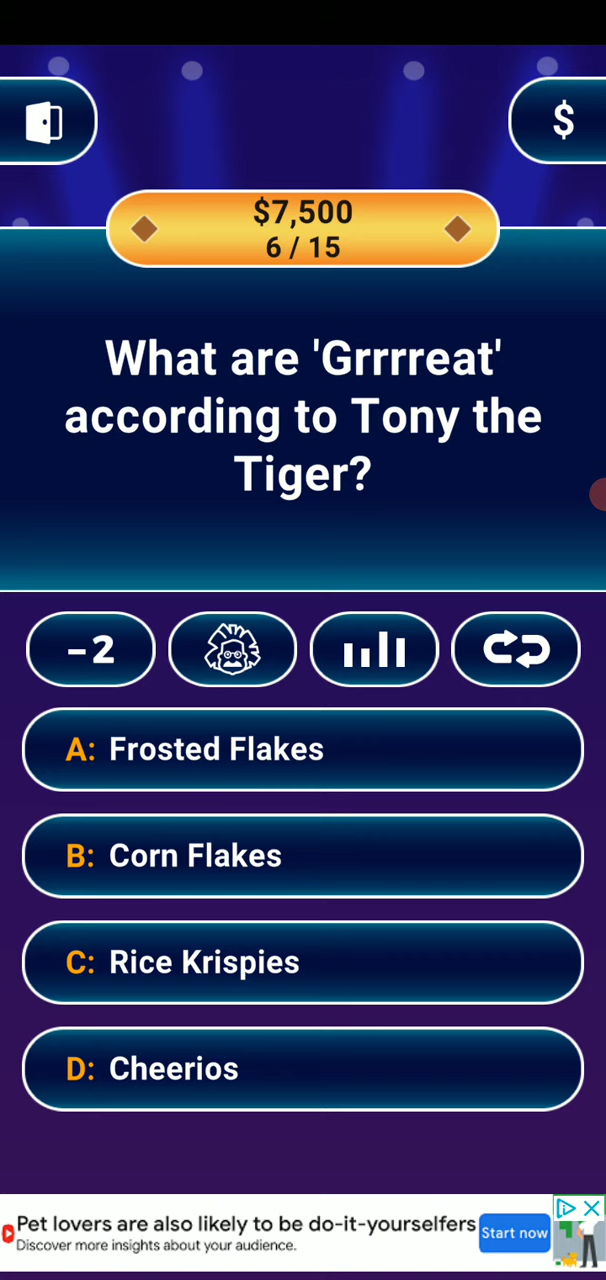 $
$7,500
6 / 15
What are 'Grrrreat'
according to Tony the
Tiger?
-2
A: Frosted Flakes
B: Corn Flakes
C: Rice Krispies
D: Cheerios
Pet lovers are also likely to be do-it-yourselfers
Discover more insights about your audience.
Start now